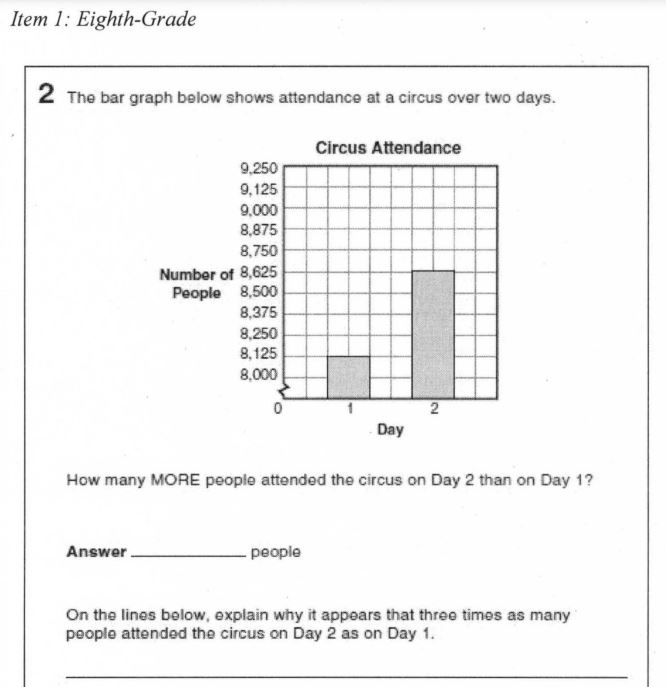 Item 1: Eighth-Grade
2 The bar graph below shows attendance at a circus over two days.
Circus Attendance
9,250
9,125
9,000
8,875
8,750
Number of 8,625
People 8,500
8,375
8,250
8,125
8,000
0 1 2
Day
How many MORE people attended the circus on Day 2 than on Day 1?
Answer __________ people
On the lines below, explain why it appears that three times as many
people attended the circus on Day 2 as on Day 1.